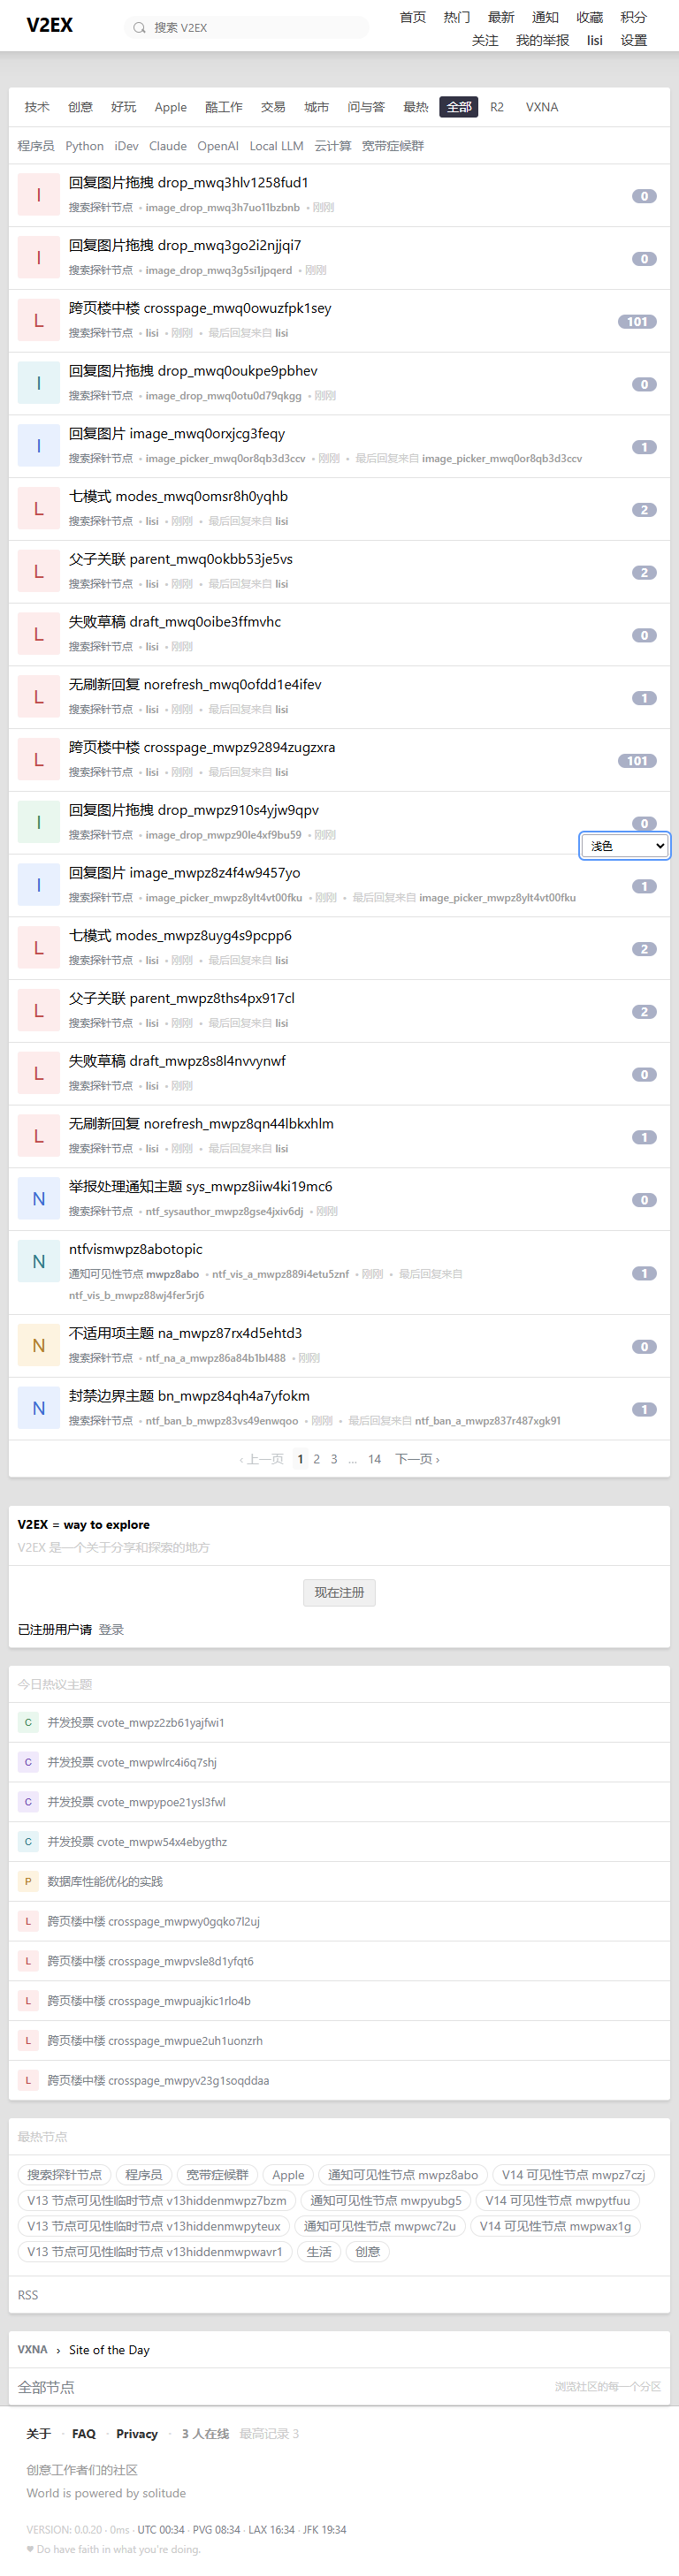 V2EX
搜索 V2EX
首页 热门 最新 通知 收藏 积分
关注 我的举报 lisi 设置
技术 创意 好玩 Apple 酷工作 交易 城市 问与答 最热 全部 R2 VXNA
程序员 Python iDev Claude OpenAI Local LLM 云计算 宽带症候群
I 回复图片拖拽 drop_mwq3hlv1258fud1
搜索探针节点 • image_drop_mwq3h7uo11bzbnb • 刚刚 0
I 回复图片拖拽 drop_mwq3go2i2njjqi7
搜索探针节点 • image_drop_mwq3g5si1jpqerd • 刚刚 0
L 跨页楼中楼 crosspage_mwq0owuzfpk1sey
搜索探针节点 • lisi • 刚刚 • 最后回复来自 lisi 101
I 回复图片拖拽 drop_mwq0oukpe9pbhev
搜索探针节点 • image_drop_mwq0otu0d79qkgg • 刚刚 0
I 回复图片 image_mwq0orxjcg3feqy
搜索探针节点 • image_picker_mwq0or8qb3d3ccv • 刚刚 • 最后回复来自 image_picker_mwq0or8qb3d3ccv 1
L 七模式 modes_mwq0omsr8h0yqhb
搜索探针节点 • lisi • 刚刚 • 最后回复来自 lisi 2
L 父子关联 parent_mwq0okbb53je5vs
搜索探针节点 • lisi • 刚刚 • 最后回复来自 lisi 2
L 失败草稿 draft_mwq0oibe3ffmvhc
搜索探针节点 • lisi • 刚刚 0
L 无刷新回复 norefresh_mwq0ofdd1e4ifev
搜索探针节点 • lisi • 刚刚 • 最后回复来自 lisi 1
L 跨页楼中楼 crosspage_mwpz92894zugzxra
搜索探针节点 • lisi • 刚刚 • 最后回复来自 lisi 101
I 回复图片拖拽 drop_mwpz910s4yjw9qpv
搜索探针节点 • image_drop_mwpz90le4xf9bu59 • 刚刚 0
浅色
I 回复图片 image_mwpz8z4f4w9457yo
搜索探针节点 • image_picker_mwpz8ylt4vt00fku • 刚刚 • 最后回复来自 image_picker_mwpz8ylt4vt00fku 1
L 七模式 modes_mwpz8uyg4s9pcpp6
搜索探针节点 • lisi • 刚刚 • 最后回复来自 lisi 2
L 父子关联 parent_mwpz8ths4px917cl
搜索探针节点 • lisi • 刚刚 • 最后回复来自 lisi 2
L 失败草稿 draft_mwpz8s8l4nvvynwf
搜索探针节点 • lisi • 刚刚 0
L 无刷新回复 norefresh_mwpz8qn44lbkxhlm
搜索探针节点 • lisi • 刚刚 • 最后回复来自 lisi 1
N 举报处理通知主题 sys_mwpz8iiw4ki19mc6
搜索探针节点 • ntf_sysauthor_mwpz8gse4jxiv6dj • 刚刚 0
N ntfvismwpz8abotopic
通知可见性节点 mwpz8abo • ntf_vis_a_mwpz889i4etu5znf • 刚刚 • 最后回复来自 1
ntf_vis_b_mwpz88wj4fer5rj6
N 不适用项主题 na_mwpz87rx4d5ehtd3
搜索探针节点 • ntf_na_a_mwpz86a84b1bl488 • 刚刚 0
N 封禁边界主题 bn_mwpz84qh4a7yfokm
搜索探针节点 • ntf_ban_b_mwpz83vs49enwqoo • 刚刚 • 最后回复来自 ntf_ban_a_mwpz837r487xgk91 1
‹ 上一页 1 2 3 … 14 下一页 ›
V2EX = way to explore
V2EX 是一个关于分享和探索的地方
现在注册
已注册用户请 登录
今日热议主题
C 并发投票 cvote_mwpz2zb61yajfwi1
C 并发投票 cvote_mwpwlrc4i6q7shj
C 并发投票 cvote_mwpypoe21ysl3fwl
C 并发投票 cvote_mwpw54x4ebygthz
P 数据库性能优化的实践
L 跨页楼中楼 crosspage_mwpwy0gqko7l2uj
L 跨页楼中楼 crosspage_mwpvsle8d1yfqt6
L 跨页楼中楼 crosspage_mwpuajkic1rlo4b
L 跨页楼中楼 crosspage_mwpue2uh1uonzrh
L 跨页楼中楼 crosspage_mwpyv23g1soqddaa
最热节点
搜索探针节点 程序员 宽带症候群 Apple 通知可见性节点 mwpz8abo V14 可见性节点 mwpz7czj
V13 节点可见性临时节点 v13hiddenmwpz7bzm 通知可见性节点 mwpyubg5 V14 可见性节点 mwpytfuu
V13 节点可见性临时节点 v13hiddenmwpyteux 通知可见性节点 mwpwc72u V14 可见性节点 mwpwax1g
V13 节点可见性临时节点 v13hiddenmwpwavr1 生活 创意
RSS
VXNA › Site of the Day
全部节点 浏览社区的每一个分区
关于 · FAQ · Privacy · 3 人在线 最高记录 3
创意工作者们的社区
World is powered by solitude
VERSION: 0.0.20 · 0ms · UTC 00:34 · PVG 08:34 · LAX 16:34 · JFK 19:34
♥ Do have faith in what you're doing.